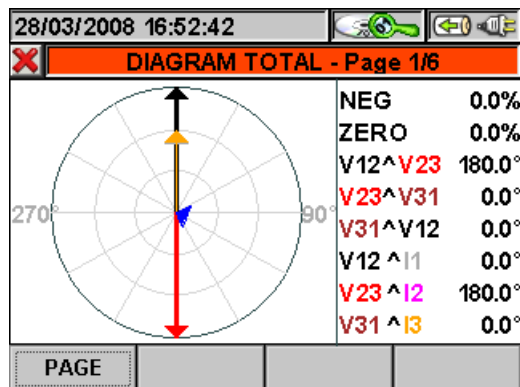 28/03/2008 16:52:42
DIAGRAM TOTAL - Page 1/6
NEG 0.0%
ZERO 0.0%
V12^V23 180.0°
V23^V31 0.0°
V31^V12 0.0°
V12 ^I1 0.0°
V23 ^I2 180.0°
V31 ^I3 0.0°
270°
90°
PAGE